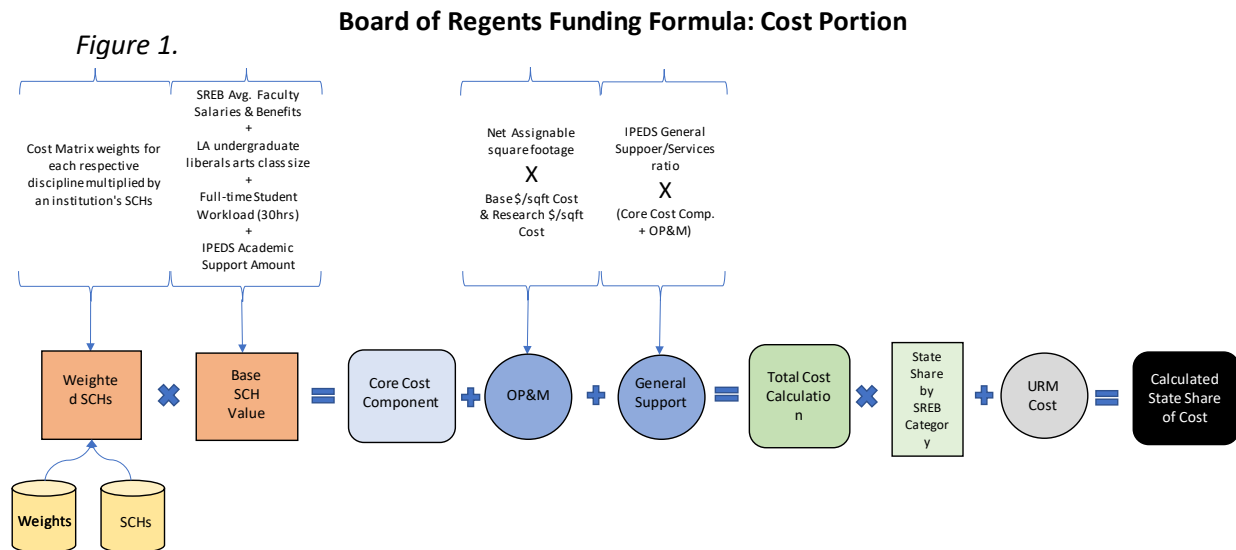 Board of Regents Funding Formula: Cost Portion
Figure 1.
Cost Matrix weights for
each respective
discipline multiplied by
an institution's SCHs
SREB Avg. Faculty
Salaries & Benefits
+
LA undergraduate
liberals arts class size
+
Full-time Student
Workload (30hrs)
+
IPEDS Academic
Support Amount
Net Assignable
square footage
X
Base $/sqft Cost
& Research $/sqft
Cost
IPEDS General
Suppoer/Services
ratio
X
(Core Cost Comp.
+ OP&M)
Weighte
d SCHs
Base
SCH
Value
Core Cost
Component
OP&M
General
Support
Total Cost
Calculatio
n
State
Share
by
SREB
Categor
y
URM
Cost
Calculated
State Share
of Cost
Weights
SCHs